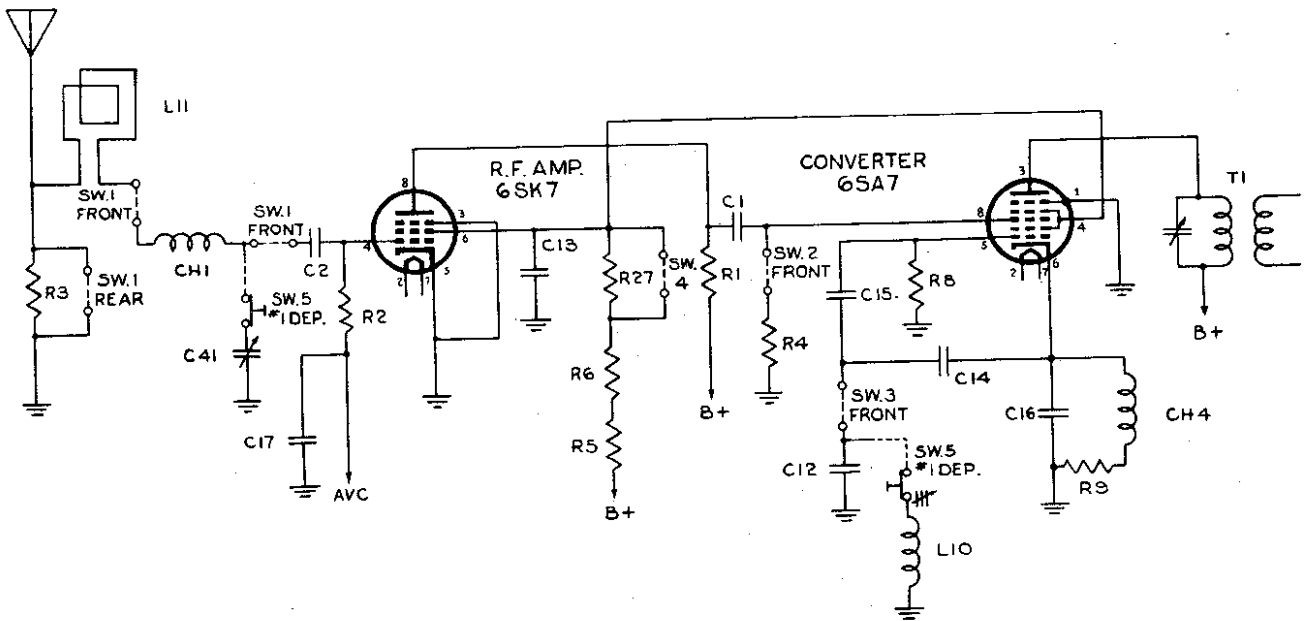 L11
R.F. AMP.
6SK7
CONVERTER
6SA7
T1
SW.1
FRONT
SW.1
FRONT
CH1
C2
R3
SW.1
REAR
SW.5
#1 DEP.
C41
R2
C17
AVC
8
3
6
4
2
7
5
C13
R27
SW.
4
R6
R5
B+
R1
B+
C1
SW.2
FRONT
R4
3
1
8
4
5
2
7
6
C15.
R8
C14
SW.3
FRONT
C12
SW.5
#1 DEP.
L10
C16
CH4
R9
B+